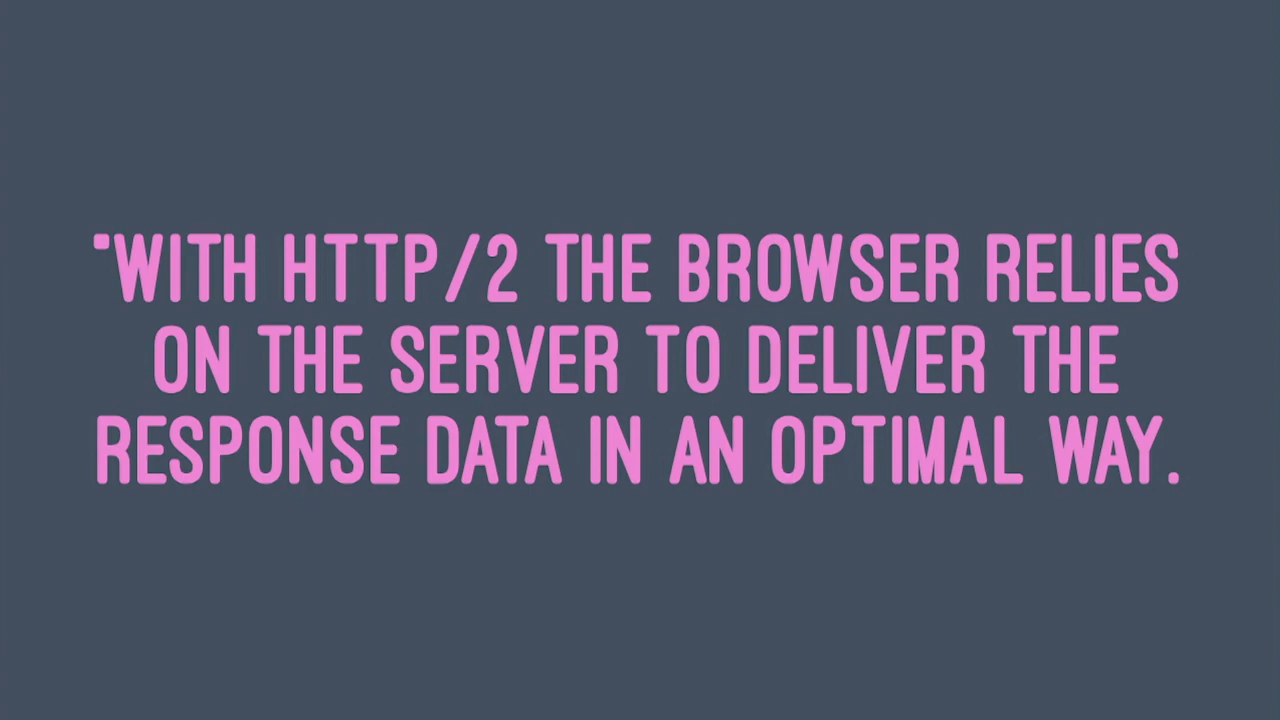 "WITH HTTP/2 THE BROWSER RELIES
ON THE SERVER TO DELIVER THE
RESPONSE DATA IN AN OPTIMAL WAY.